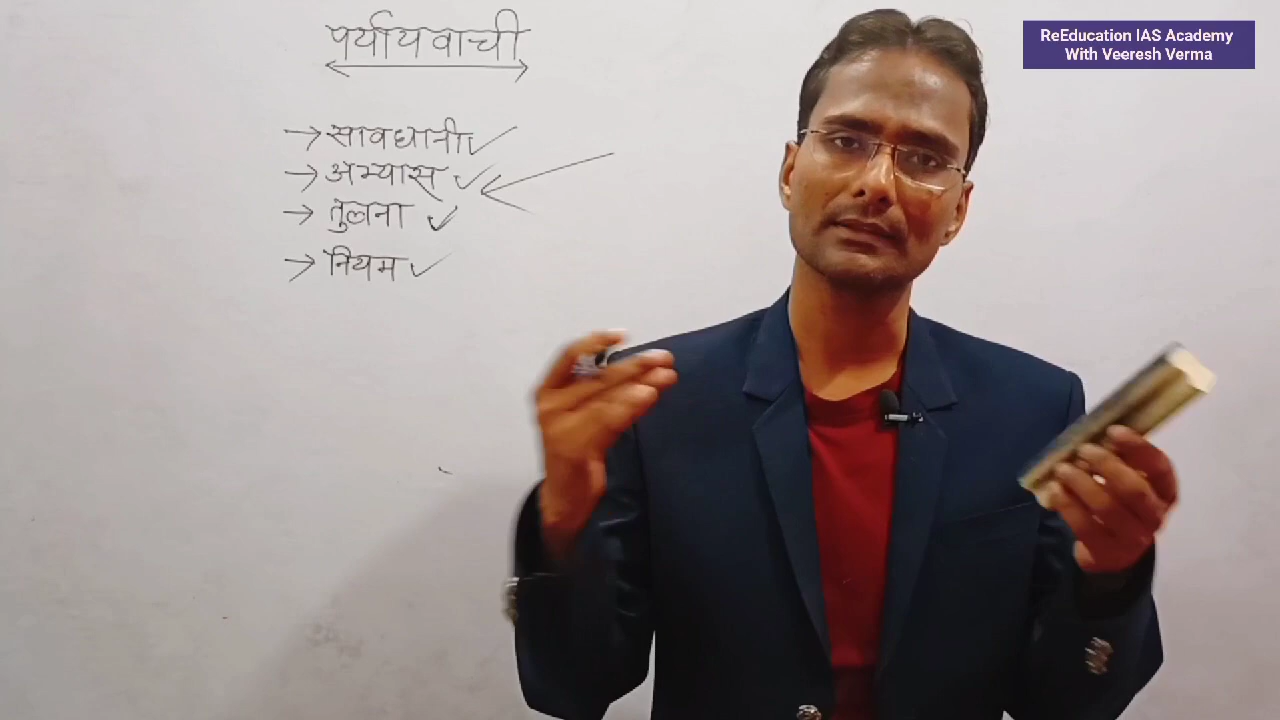 पर्यायवाची
→ सावधानी ✓
→ अभ्यास ✓
→ तुलना ✓
→ नियम ✓
ReEducation IAS Academy
With Veeresh Verma